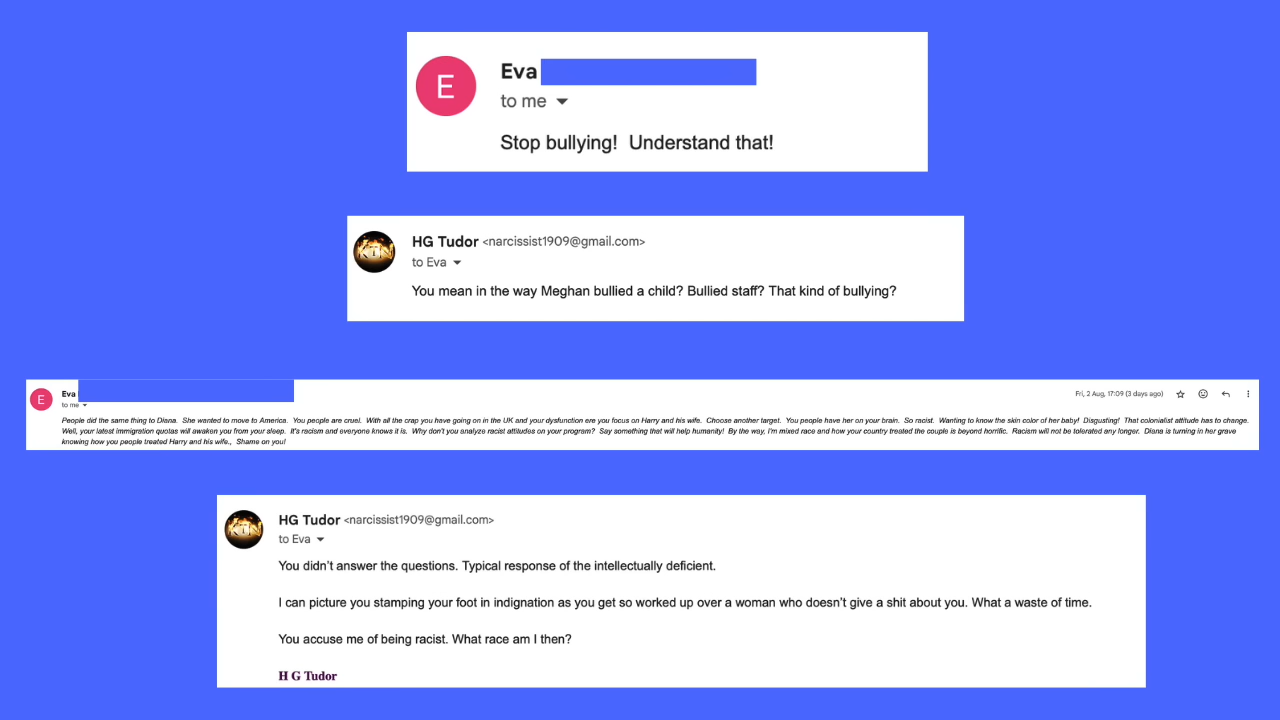 E
Eva
to me
Stop bullying!  Understand that!
KTN
HG Tudor <narcissist1909@gmail.com>
to Eva
You mean in the way Meghan bullied a child? Bullied staff? That kind of bullying?
E
Eva
Fri, 2 Aug, 17:09 (3 days ago)
to me
People did the same thing to Diana.  She wanted to move to America.  You people are cruel.  With all the crap you have going on in the UK and your dysfunction are you focus on Harry and his wife.  Choose another target.  You people have her on your brain.  So racist.  Wanting to know the skin color of her baby!  Disgusting!  That colonialist attitude has to change.
Well, your latest immigration quotas will awaken you from your sleep.  It's racism and everyone knows it is.  Why don't you analyze racist attitudes on your program?  Say something that will help humanity!  By the way, I'm mixed race and how your country treated the couple is beyond horrific.  Racism will not be tolerated any longer.  Diana is turning in her grave
knowing how you people treated Harry and his wife.,  Shame on you!
KTN
HG Tudor <narcissist1909@gmail.com>
to Eva
You didn't answer the questions. Typical response of the intellectually deficient.
I can picture you stamping your foot in indignation as you get so worked up over a woman who doesn't give a shit about you. What a waste of time.
You accuse me of being racist. What race am I then?
H G Tudor